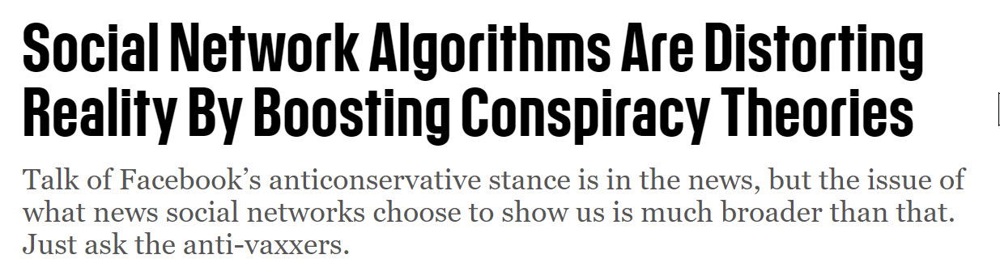 Social Network Algorithms Are Distorting
Reality By Boosting Conspiracy Theories
Talk of Facebook’s anticonservative stance is in the news, but the issue of
what news social networks choose to show us is much broader than that.
Just ask the anti-vaxxers.